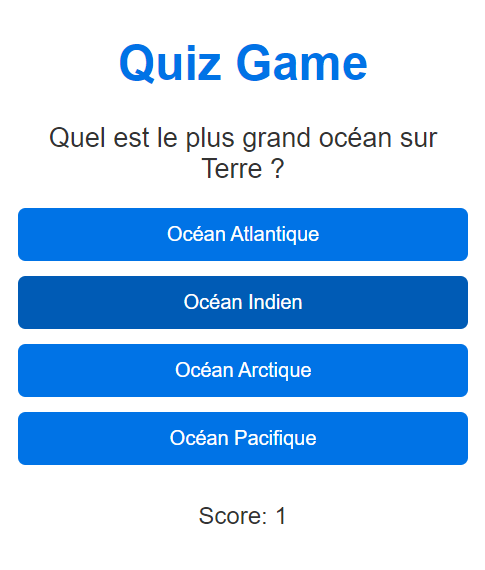 Quiz Game
Quel est le plus grand océan sur
Terre ?
Océan Atlantique
Océan Indien
Océan Arctique
Océan Pacifique
Score: 1